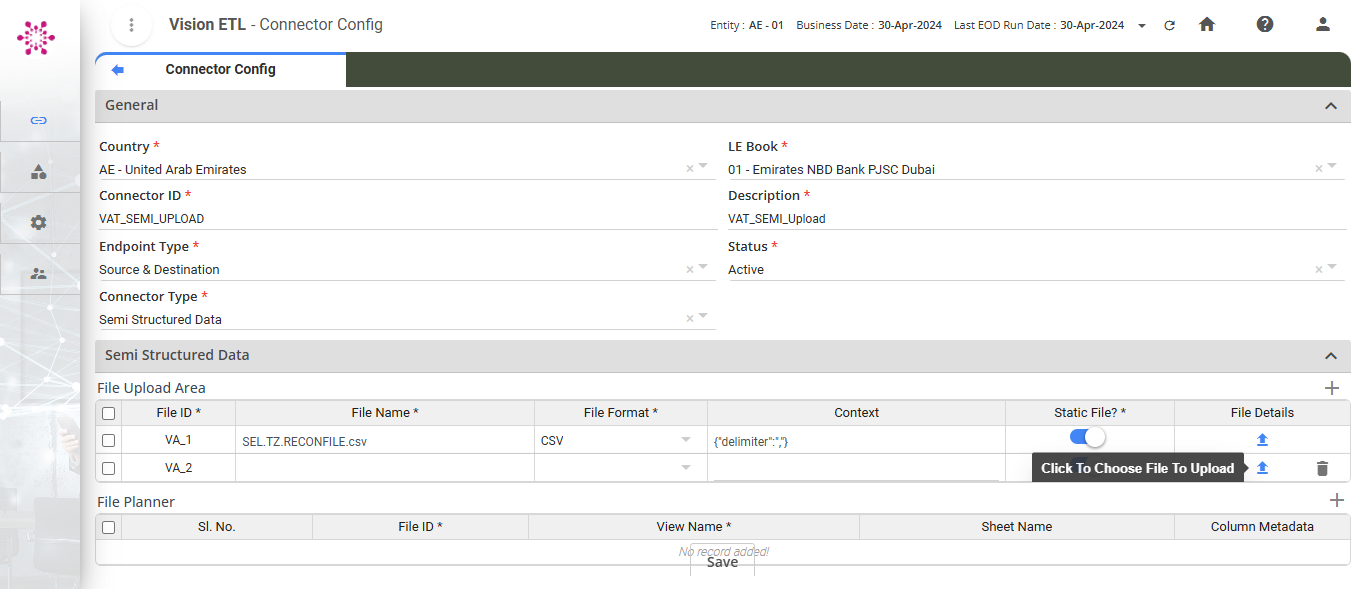 Vision ETL - Connector Config
Entity : AE - 01 Business Date : 30-Apr-2024 Last EOD Run Date : 30-Apr-2024
Connector Config
General
Country *
AE - United Arab Emirates
LE Book *
01 - Emirates NBD Bank PJSC Dubai
Connector ID *
VAT_SEMI_UPLOAD
Description *
VAT_SEMI_Upload
Endpoint Type *
Source & Destination
Status *
Active
Connector Type *
Semi Structured Data
Semi Structured Data
File Upload Area
File ID * File Name * File Format * Context Static File? * File Details
VA_1 SEL.TZ.RECONFILE.csv CSV {"delimiter":","}
VA_2
Click To Choose File To Upload
File Planner
Sl. No. File ID * View Name * Sheet Name Column Metadata
No record added!
Save